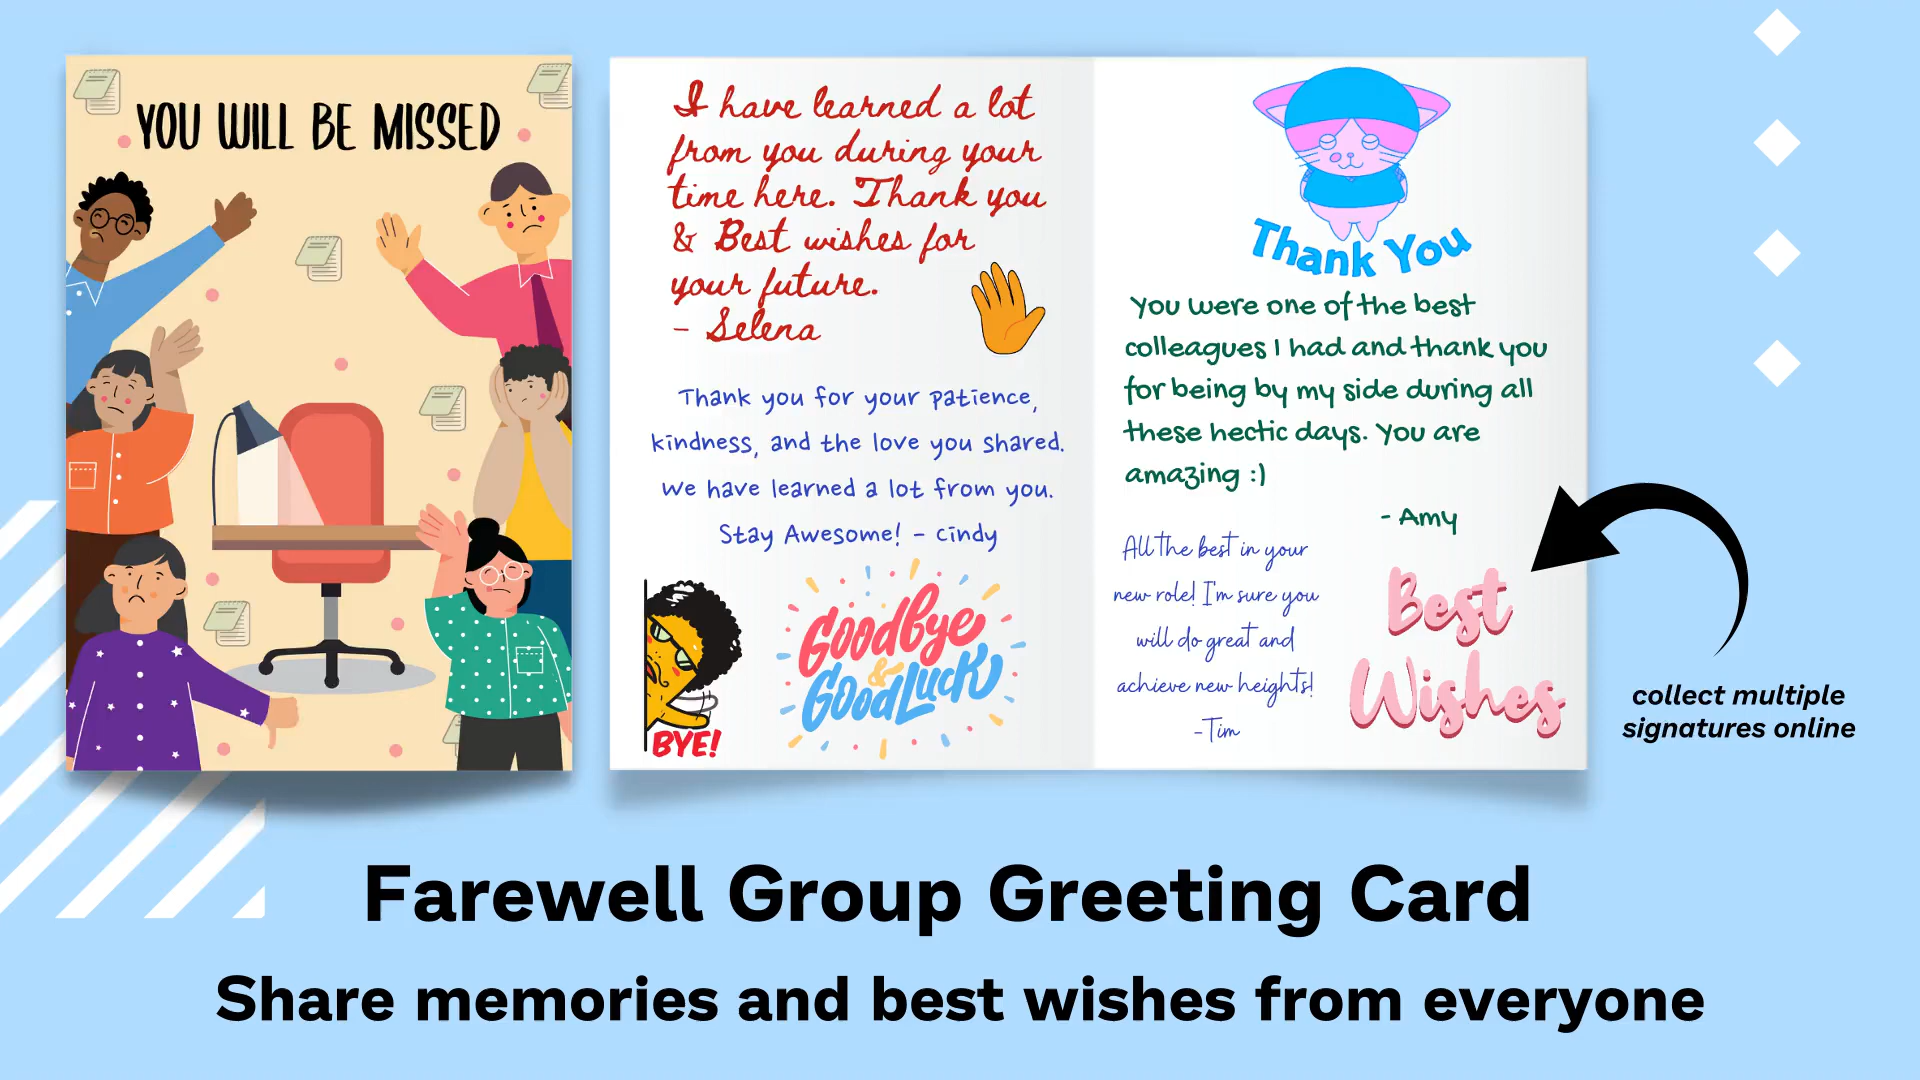 YOU WILL BE MISSED
I have learned a lot
from you during your
time here. Thank you
& Best wishes for
your future.
- Selena
Thank you for your patience,
kindness, and the love you shared.
We have learned a lot from you.
Stay Awesome! - Cindy
BYE!
Goodbye
&
Good Luck
Thank You
You were one of the best
colleagues I had and thank you
for being by my side during all
these hectic days. You are
amazing :)
- Amy
All the best in your
new role! I'm sure you
will do great and
achieve new heights!
-Tim
Best
Wishes
collect multiple
signatures online
Farewell Group Greeting Card
Share memories and best wishes from everyone